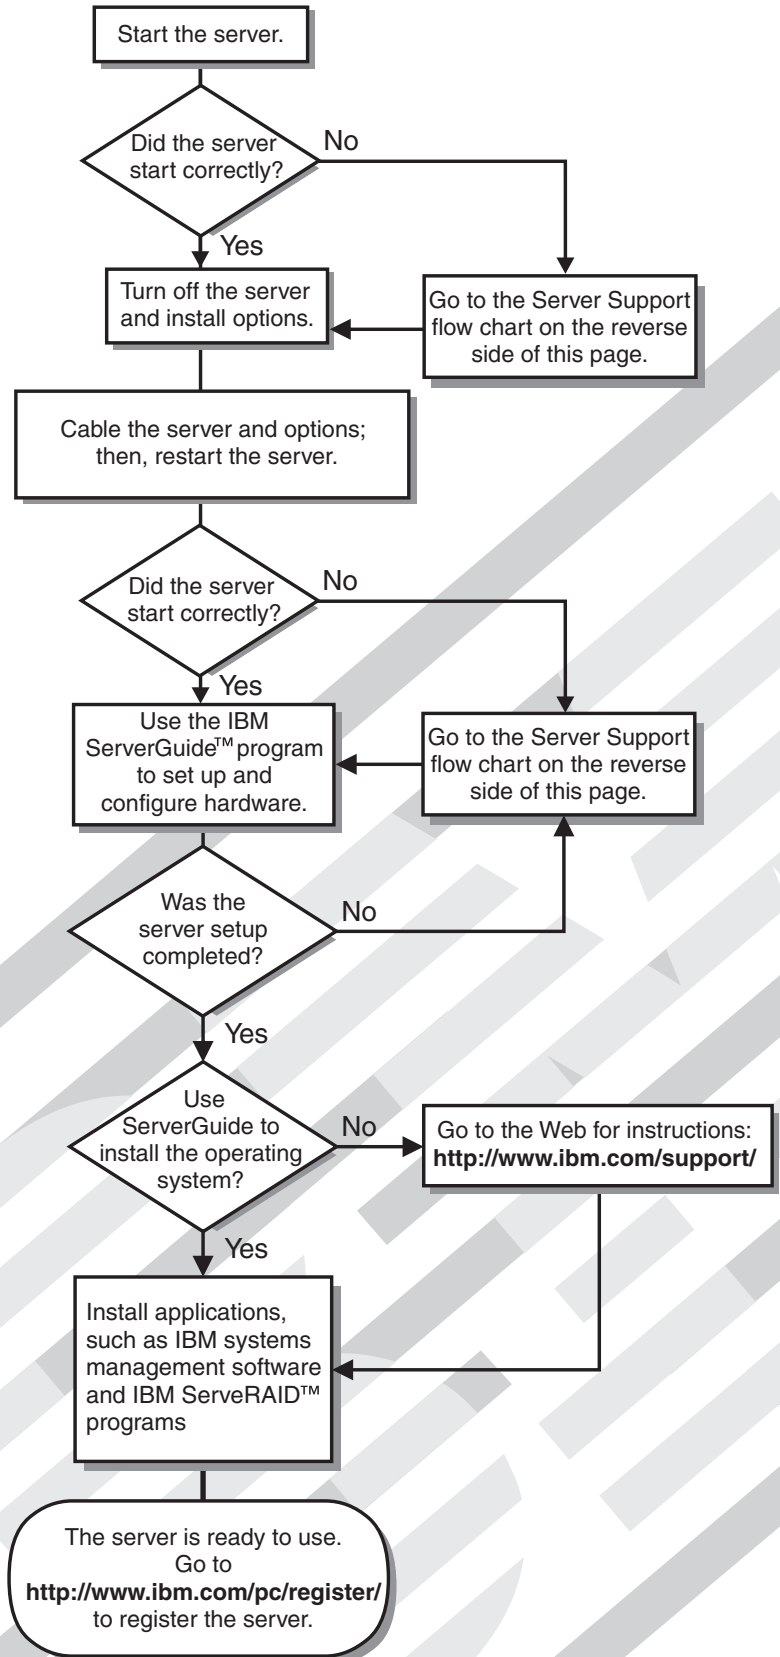 Start the server.
Did the server
start correctly?
No
Yes
Turn off the server
and install options.
Go to the Server Support
flow chart on the reverse
side of this page.
Cable the server and options;
then, restart the server.
Did the server
start correctly?
No
Yes
Use the IBM
ServerGuide™ program
to set up and
configure hardware.
Go to the Server Support
flow chart on the reverse
side of this page.
Was the
server setup
completed?
No
Yes
Use
ServerGuide to
install the operating
system?
No
Go to the Web for instructions:
http://www.ibm.com/support/
Yes
Install applications,
such as IBM systems
management software
and IBM ServeRAID™
programs
The server is ready to use.
Go to
http://www.ibm.com/pc/register/
to register the server.